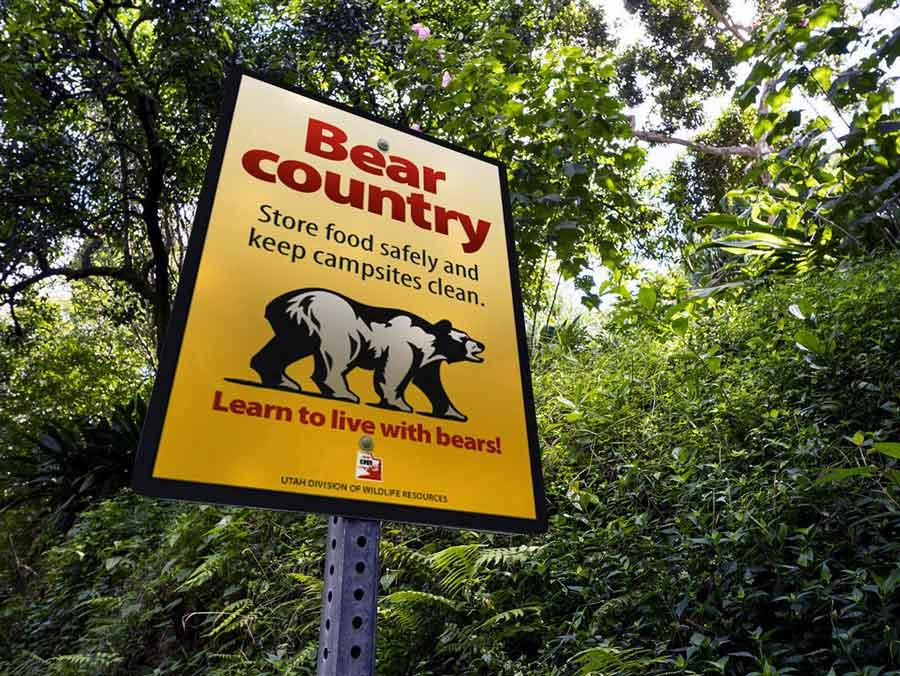 Bear
country
Store food safely and
keep campsites clean.
Learn to live with bears!
UTAH DIVISION OF WILDLIFE RESOURCES